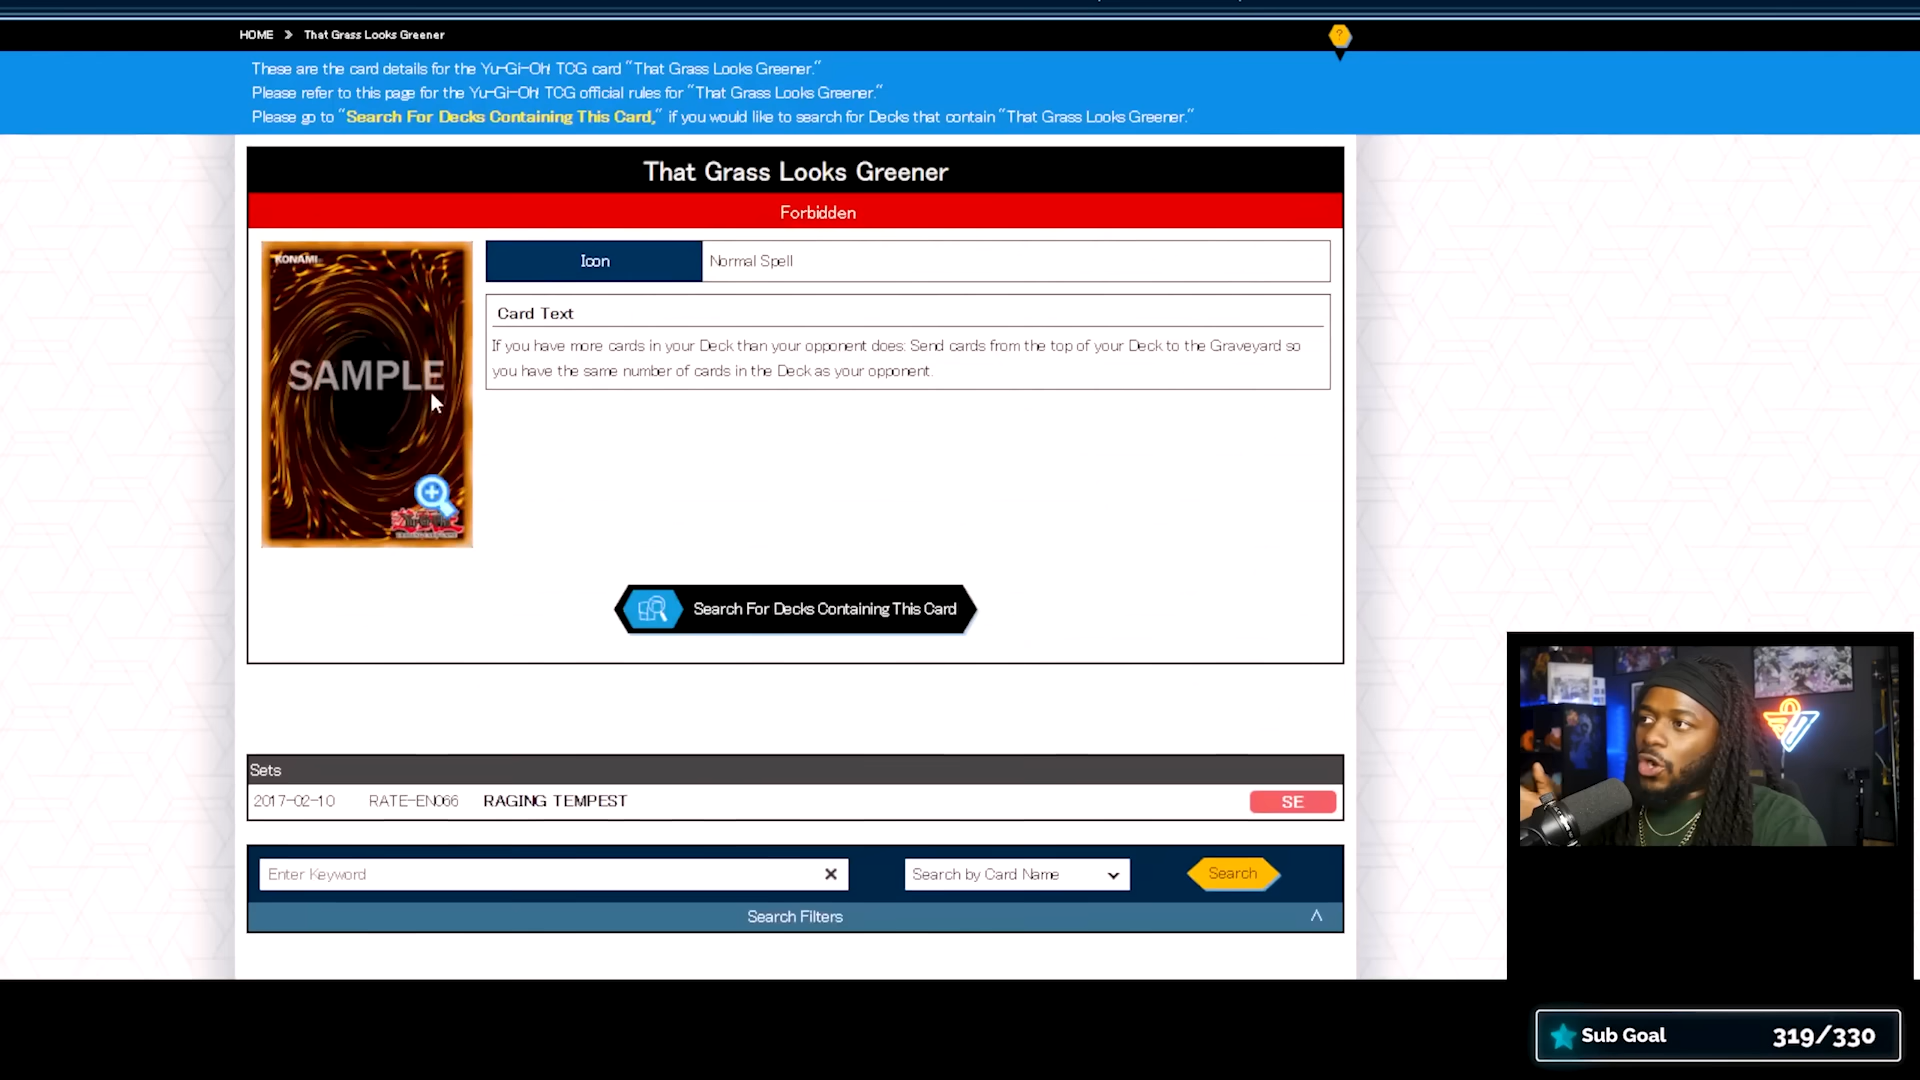 HOME » That Grass Looks Greener
?
These are the card details for the Yu-Gi-Oh! TCG card "That Grass Looks Greener."
Please refer to this page for the Yu-Gi-Oh! TCG official rules for "That Grass Looks Greener."
Please go to "Search For Decks Containing This Card," if you would like to search for Decks that contain "That Grass Looks Greener."
That Grass Looks Greener
Forbidden
KONAMI
SAMPLE
Icon
Normal Spell
Card Text
If you have more cards in your Deck than your opponent does: Send cards from the top of your Deck to the Graveyard so
you have the same number of cards in the Deck as your opponent.
Search For Decks Containing This Card
Sets
2017-02-10 RATE-EN066 RAGING TEMPEST SE
Enter Keyword
Search by Card Name
Search
Search Filters
Sub Goal 319/330